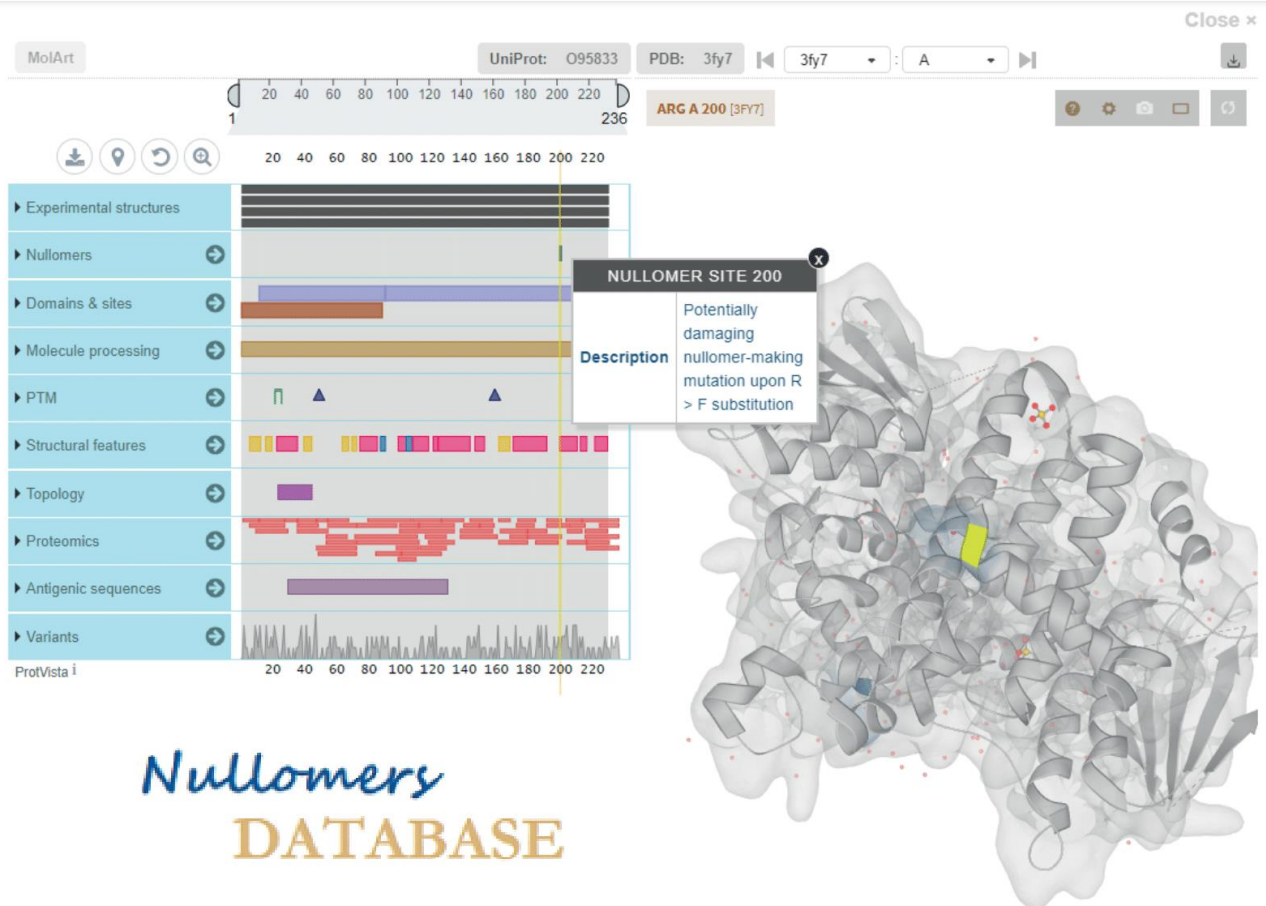 Close ×
MolArt
UniProt: O95833
PDB: 3fy7
3fy7 : A
20 40 60 80 100 120 140 160 180 200 220
1 236
ARG A 200 [3FY7]
20 40 60 80 100 120 140 160 180 200 220
Experimental structures
Nullomers
Domains & sites
Molecule processing
PTM
Structural features
Topology
Proteomics
Antigenic sequences
Variants
20 40 60 80 100 120 140 160 180 200 220
ProtVista i
x
NULLOMER SITE 200
Description
Potentially
damaging
nullomer-making
mutation upon R
> F substitution
Nullomers
DATABASE